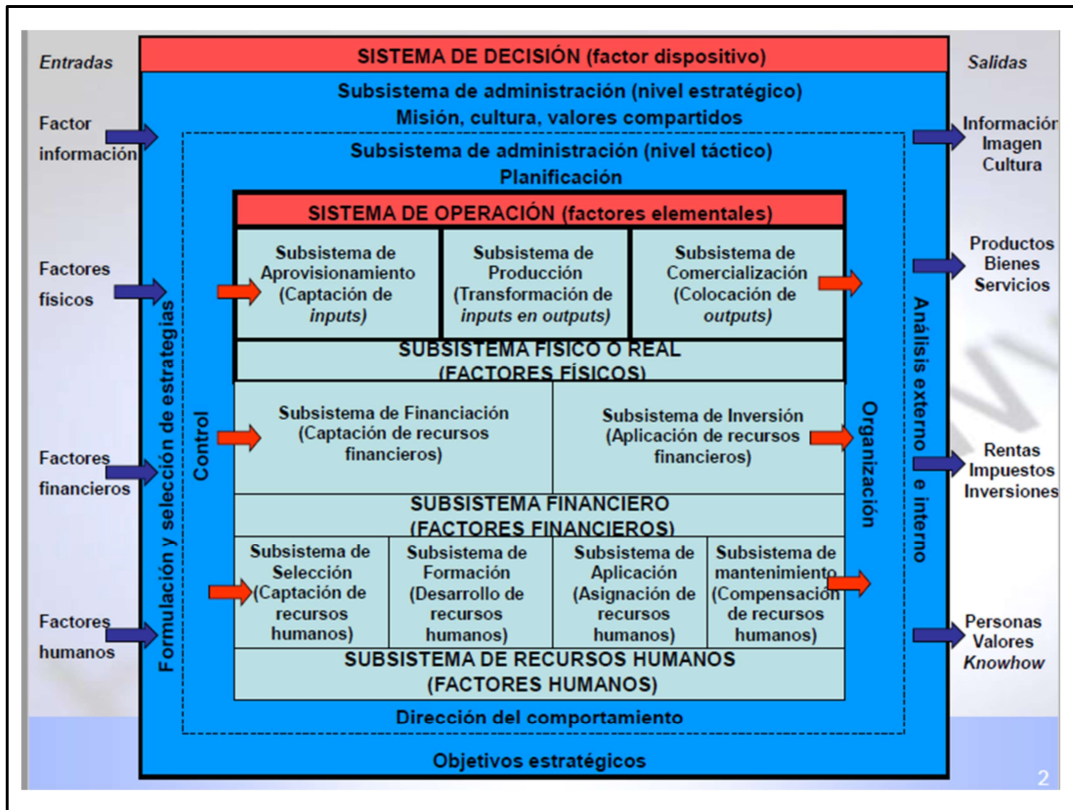 Entradas
Factor
información
Factores
físicos
Factores
financieros
Factores
humanos
SISTEMA DE DECISIÓN (factor dispositivo)
Subsistema de administración (nivel estratégico)
Misión, cultura, valores compartidos
Subsistema de administración (nivel táctico)
Planificación
Formulación y selección de estrategias
Control
SISTEMA DE OPERACIÓN (factores elementales)
Subsistema de
Aprovisionamiento
(Captación de
inputs)
Subsistema de
Producción
(Transformación de
inputs en outputs)
Subsistema de
Comercialización
(Colocación de
outputs)
SUBSISTEMA FISICO O REAL
(FACTORES FÍSICOS)
Subsistema de Financiación
(Captación de recursos
financieros)
Subsistema de Inversión
(Aplicación de recursos
financieros)
SUBSISTEMA FINANCIERO
(FACTORES FINANCIEROS)
Subsistema de
Selección
(Captación de
recursos
humanos)
Subsistema de
Formación
(Desarrollo de
recursos
humanos)
Subsistema de
Aplicación
(Asignación de
recursos
humanos)
Subsistema de
mantenimiento
(Compensación
de recursos
humanos)
SUBSISTEMA DE RECURSOS HUMANOS
(FACTORES HUMANOS)
Organización
Análisis externo e interno
Dirección del comportamiento
Objetivos estratégicos
Salidas
Información
Imagen
Cultura
Productos
Bienes
Servicios
Rentas
Impuestos
Inversiones
Personas
Valores
Knowhow
2